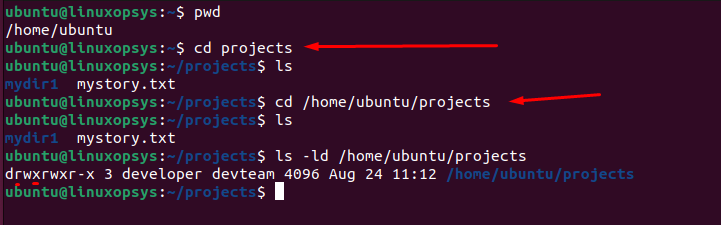 ubuntu@linuxopsys:~$ pwd
/home/ubuntu
ubuntu@linuxopsys:~$ cd projects
ubuntu@linuxopsys:~/projects$ ls
mydir1  mystory.txt
ubuntu@linuxopsys:~/projects$ cd /home/ubuntu/projects
ubuntu@linuxopsys:~/projects$ ls
mydir1  mystory.txt
ubuntu@linuxopsys:~/projects$ ls -ld /home/ubuntu/projects
drwxrwxr-x 3 developer devteam 4096 Aug 24 11:12 /home/ubuntu/projects
ubuntu@linuxopsys:~/projects$